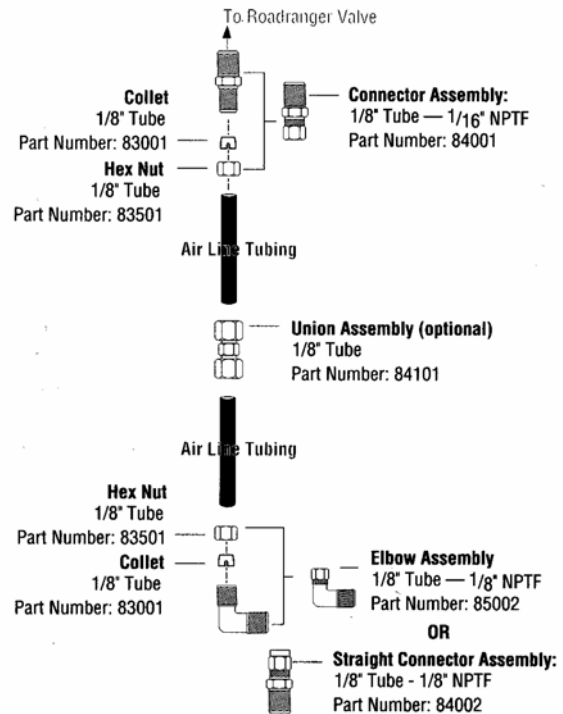 To Roadranger Valve
Collet
1/8" Tube
Part Number: 83001
Hex Nut
1/8" Tube
Part Number: 83501
Connector Assembly:
1/8" Tube — 1/16" NPTF
Part Number: 84001
Air Line Tubing
Union Assembly (optional)
1/8" Tube
Part Number: 84101
Air Line Tubing
Hex Nut
1/8" Tube
Part Number: 83501
Collet
1/8" Tube
Part Number: 83001
Elbow Assembly
1/8" Tube — 1/8" NPTF
Part Number: 85002
OR
Straight Connector Assembly:
1/8" Tube - 1/8" NPTF
Part Number: 84002